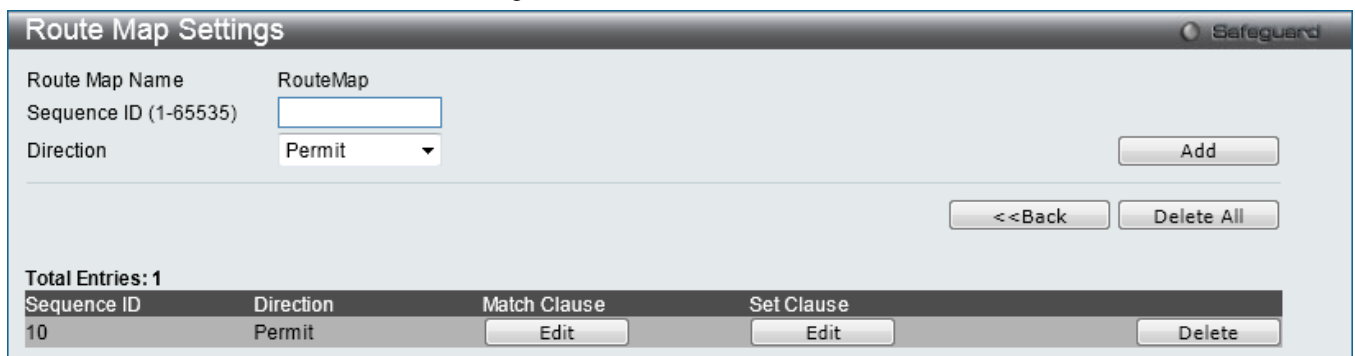 Route Map Settings Safeguard
Route Map Name RouteMap
Sequence ID (1-65535)
Direction Permit Add
<<Back Delete All
Total Entries: 1
Sequence ID Direction Match Clause Set Clause
10 Permit Edit Edit Delete